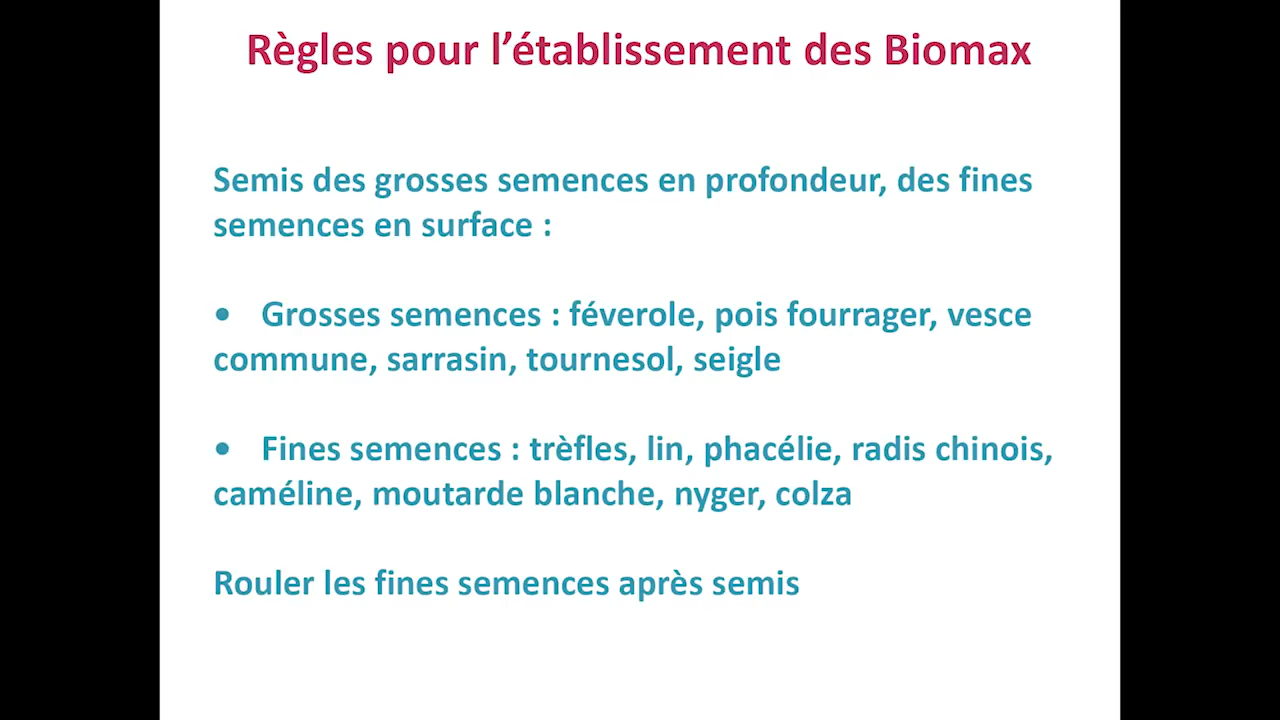 Règles pour l’établissement des Biomax
Semis des grosses semences en profondeur, des fines
semences en surface :
• Grosses semences : féverole, pois fourrager, vesce
commune, sarrasin, tournesol, seigle
• Fines semences : trèfles, lin, phacélie, radis chinois,
caméline, moutarde blanche, nyger, colza
Rouler les fines semences après semis